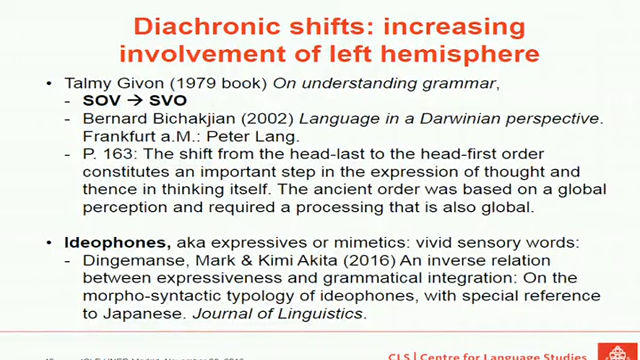 Diachronic shifts: increasing
involvement of left hemisphere
• Talmy Givon (1979 book) On understanding grammar,
- SOV → SVO
- Bernard Bichakjian (2002) Language in a Darwinian perspective.
Frankfurt a.M.: Peter Lang.
- P. 163: The shift from the head-last to the head-first order
constitutes an important step in the expression of thought and
thence in thinking itself. The ancient order was based on a global
perception and required a processing that is also global.
• Ideophones, aka expressives or mimetics: vivid sensory words:
- Dingemanse, Mark & Kimi Akita (2016) An inverse relation
between expressiveness and grammatical integration: On the
morpho-syntactic typology of ideophones, with special reference
to Japanese. Journal of Linguistics.
CLS | Centre for Language Studies